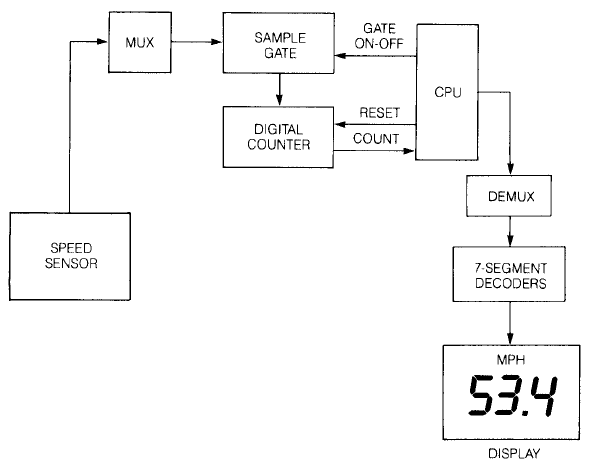 MUX
SAMPLE
GATE
GATE
ON-OFF
CPU
RESET
DIGITAL
COUNTER
COUNT
DEMUX
SPEED
SENSOR
7-SEGMENT
DECODERS
MPH
53.4
DISPLAY